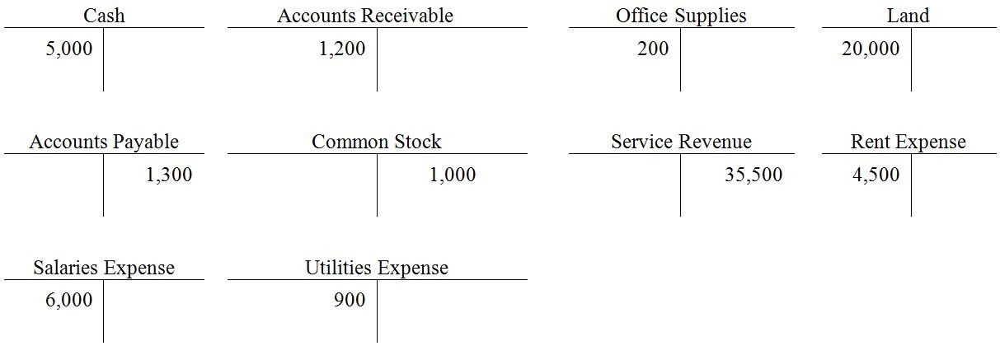 Cash Accounts Receivable Office Supplies Land
5,000 1,200 200 20,000
Accounts Payable Common Stock Service Revenue Rent Expense
1,300 1,000 35,500 4,500
Salaries Expense Utilities Expense
6,000 900